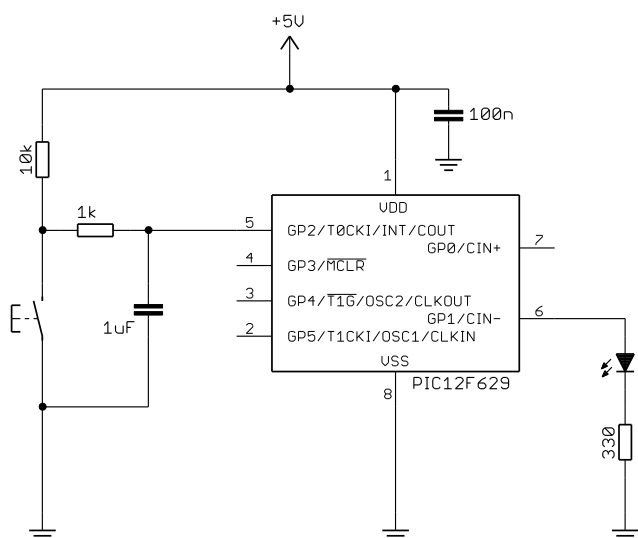 +5V
100n
10k
1
VDD
1k
5
GP2/T0CKI/INT/COUT
7
GP0/CIN+
4
GP3/MCLR
3
GP4/T1G/OSC2/CLKOUT
6
GP1/CIN-
1uF
2
GP5/T1CKI/OSC1/CLKIN
VSS
PIC12F629
8
330